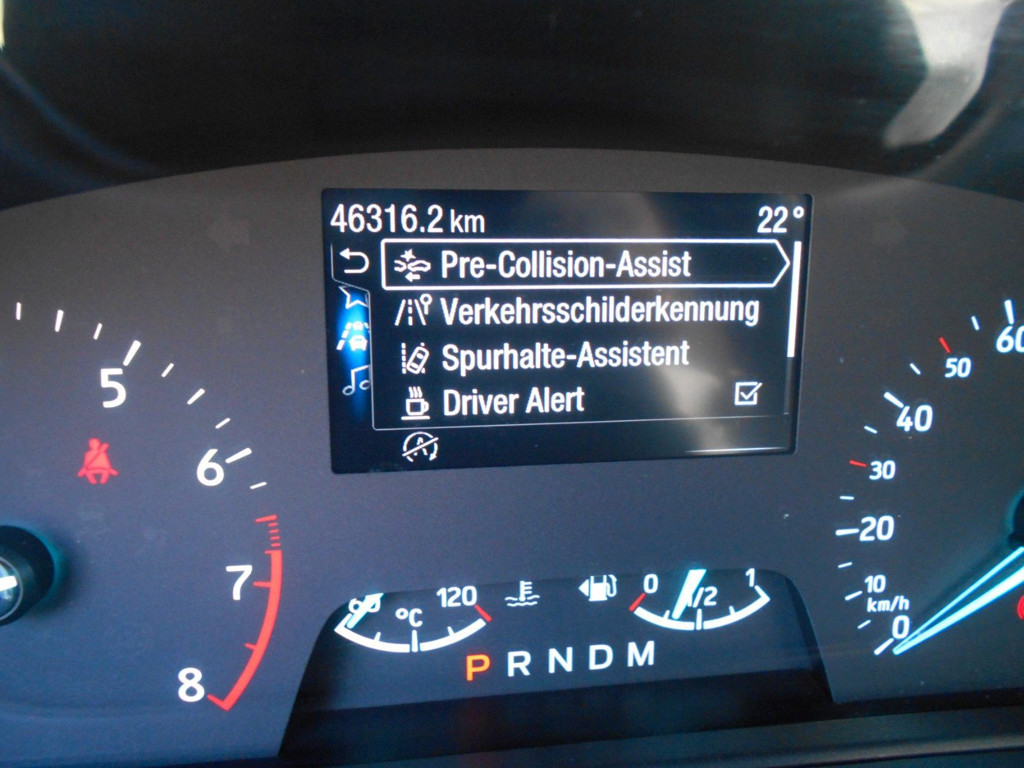 46316.2 km 22°
Pre-Collision-Assist
Verkehrsschilderkennung
Spurhalte-Assistent
Driver Alert
5
6
7
8
60
50
40
30
20
10
km/h
0
°C 120
0 1/2 1
P R N D M